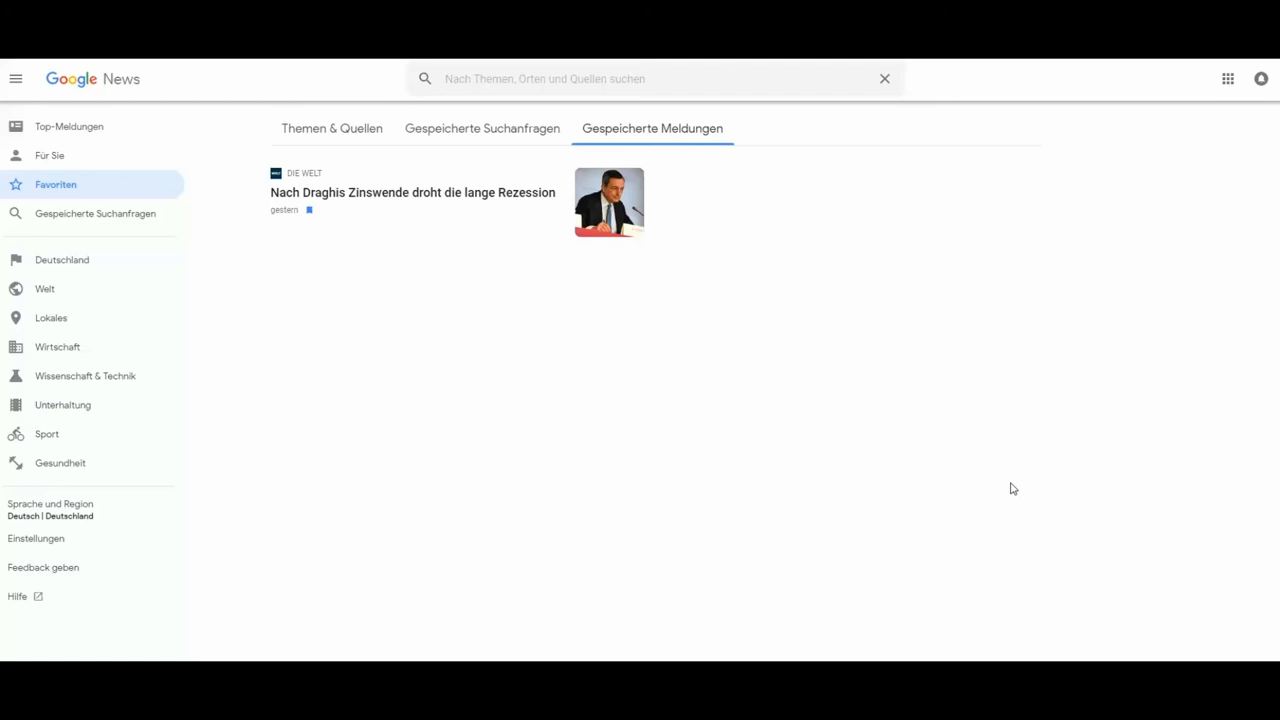 Google News
Nach Themen, Orten und Quellen suchen
Top-Meldungen
Für Sie
Favoriten
Gespeicherte Suchanfragen
Deutschland
Welt
Lokales
Wirtschaft
Wissenschaft & Technik
Unterhaltung
Sport
Gesundheit
Sprache und Region
Deutsch | Deutschland
Einstellungen
Feedback geben
Hilfe
Themen & Quellen
Gespeicherte Suchanfragen
Gespeicherte Meldungen
DIE WELT
Nach Draghis Zinswende droht die lange Rezession
gestern